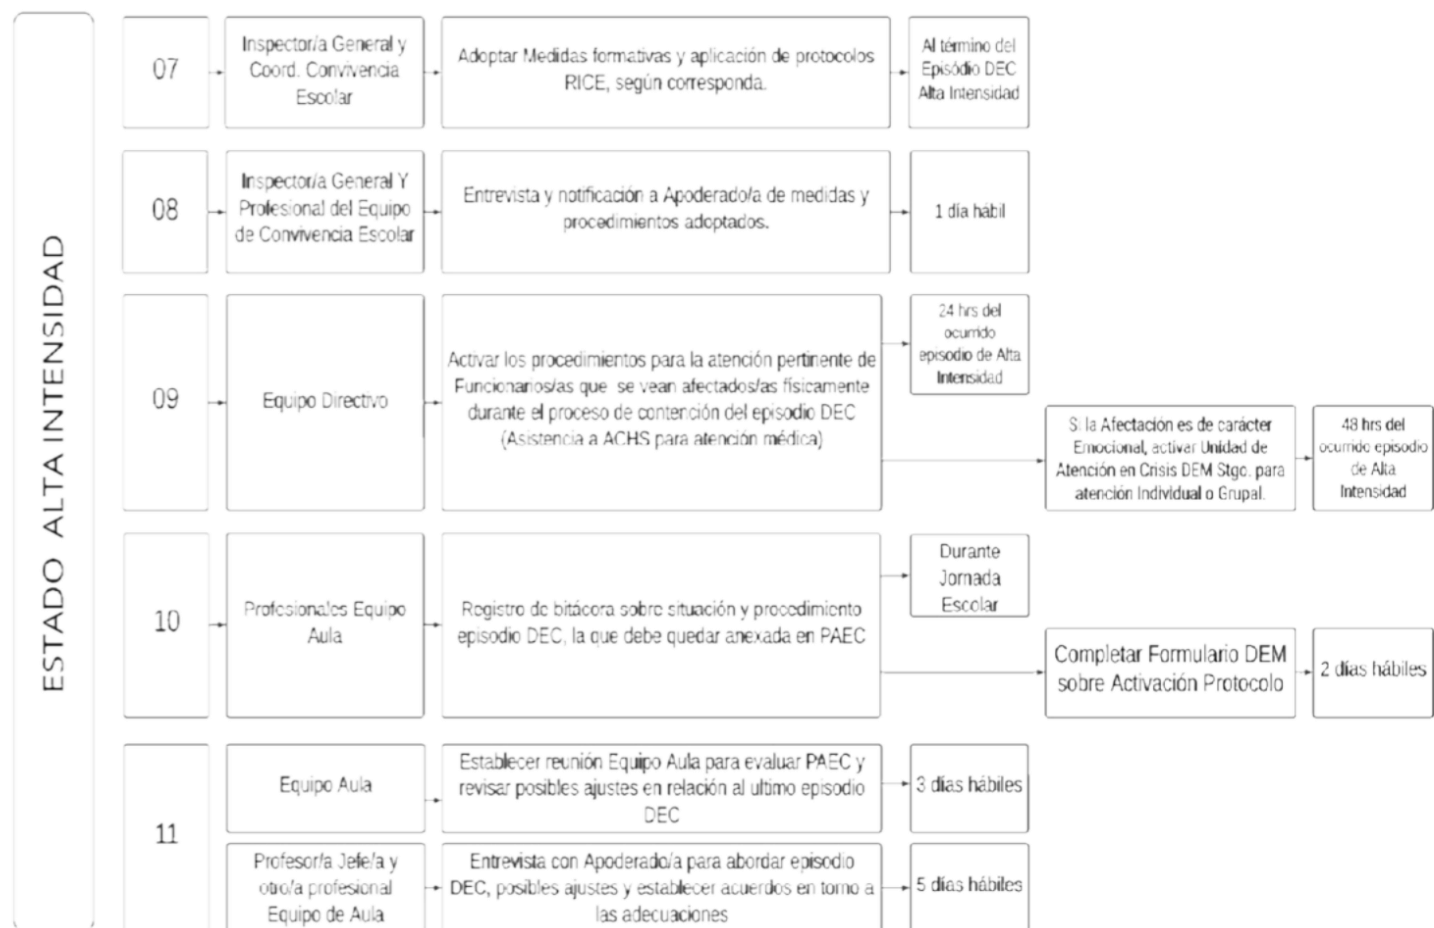 ESTADO ALTA INTENSIDAD
07
Inspector/a General y
Coord. Convivencia
Escolar
Adoptar Medidas formativas y aplicación de protocolos
RICE, según corresponda.
Al término del
Episódio DEC
Alta Intensidad
08
Inspector/a General Y
Profesional del Equipo
de Convivencia Escolar
Entrevista y notificación a Apoderado/a de medidas y
procedimientos adoptados.
1 día hábil
09
Equipo Directivo
Activar los procedimientos para la atención pertinente de
Funcionarios/as que se vean afectados/as físicamente
durante el proceso de contención del episodio DEC
(Asistencia a ACHS para atención médica)
24 hrs del
ocurrido
episodio de Alta
Intensidad
Si la Afectación es de carácter
Emocional, activar Unidad de
Atención en Crisis DEM Stgo. para
atención Individual o Grupal.
48 hrs del
ocurrido episodio
de Alta
Intensidad
10
Profesionales Equipo
Aula
Registro de bitácora sobre situación y procedimiento
episodio DEC, la que debe quedar anexada en PAEC
Durante
Jornada
Escolar
Completar Formulario DEM
sobre Activación Protocolo
2 días hábiles
11
Equipo Aula
Establecer reunión Equipo Aula para evaluar PAEC y
revisar posibles ajustes en relación al ultimo episodio
DEC
3 días hábiles
Profesor/a Jefe/a y
otro/a profesional
Equipo de Aula
Entrevista con Apoderado/a para abordar episodio
DEC, posibles ajustes y establecer acuerdos en torno a
las adecuaciones
5 días hábiles